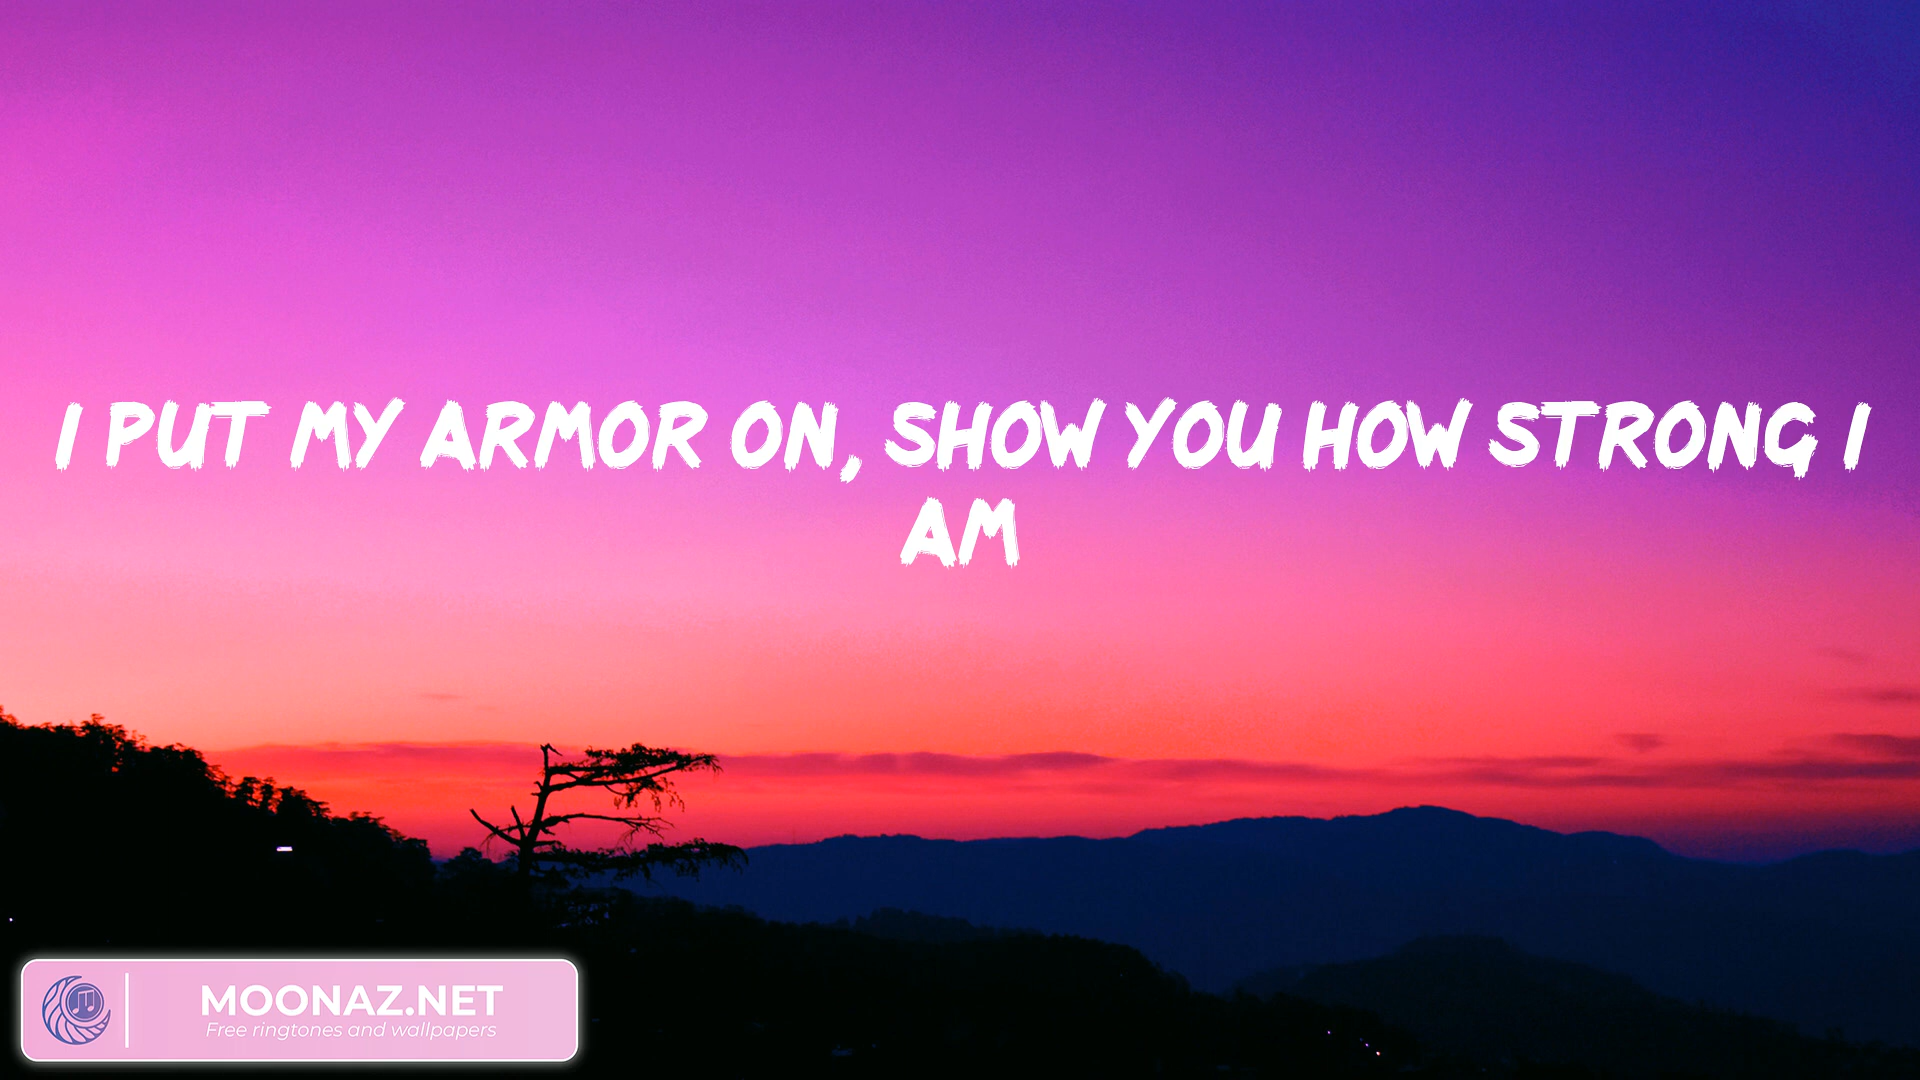 I PUT MY ARMOR ON, SHOW YOU HOW STRONG I
AM
MOONAZ.NET
Free ringtones and wallpapers